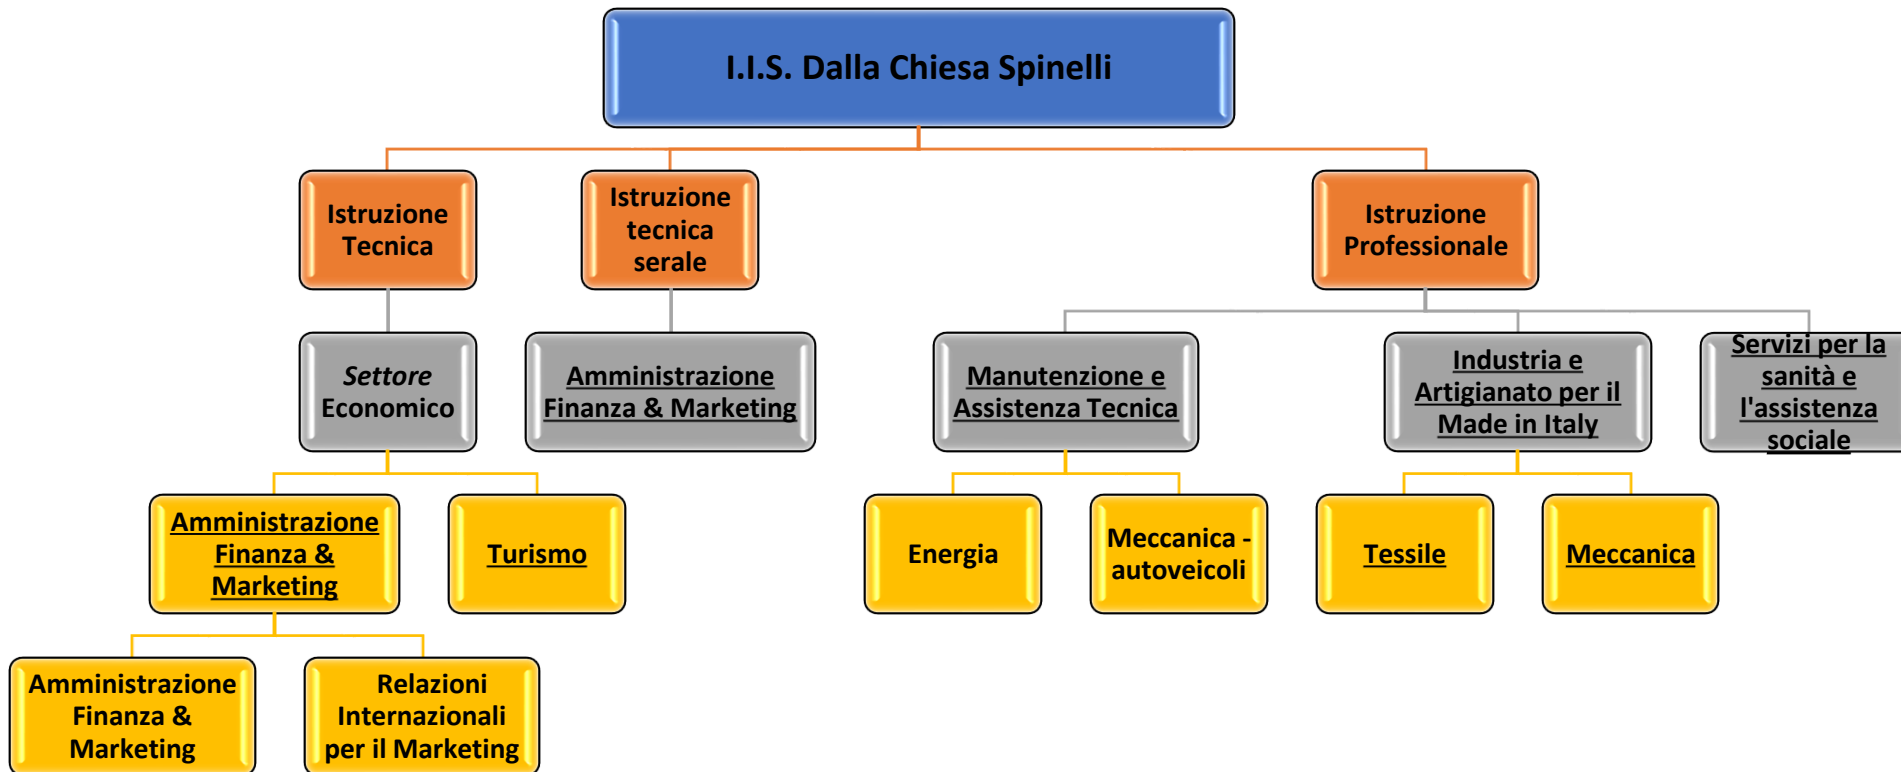 I.I.S. Dalla Chiesa Spinelli
Istruzione
Tecnica
Istruzione
tecnica
serale
Istruzione
Professionale
Settore
Economico
Amministrazione
Finanza & Marketing
Manutenzione e
Assistenza Tecnica
Industria e
Artigianato per il
Made in Italy
Servizi per la
sanità e
l'assistenza
sociale
Amministrazione
Finanza &
Marketing
Turismo
Energia
Meccanica -
autoveicoli
Tessile
Meccanica
Amministrazione
Finanza &
Marketing
Relazioni
Internazionali
per il Marketing